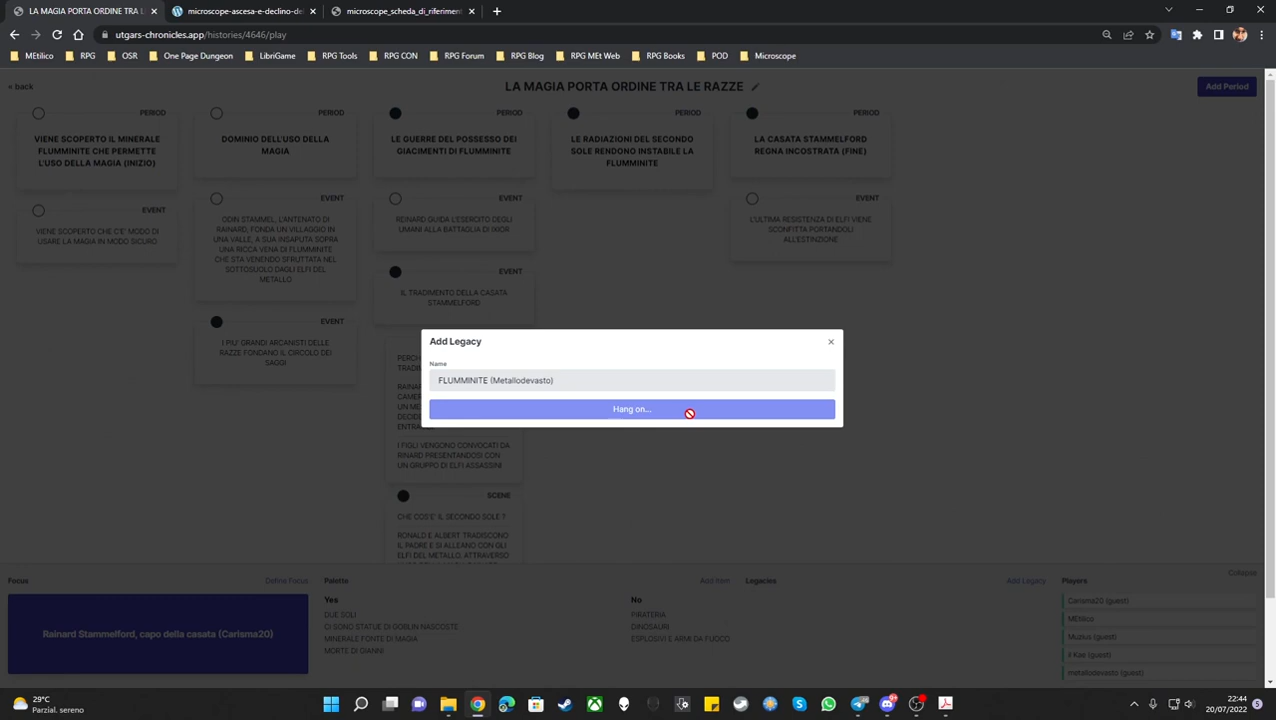 LA MAGIA PORTA ORDINE TRA L
microscope-ascesa-e-declino-de
microscope_scheda_di_riferimen
utgars-chronicles.app/histories/4646/play
MEtilico
RPG
OSR
One Page Dungeon
LibriGame
RPG Tools
RPG CON
RPG Forum
RPG Blog
RPG MEt Web
RPG Books
POD
Microscope
« back
LA MAGIA PORTA ORDINE TRA LE RAZZE
Add Period
PERIOD
VIENE SCOPERTO IL MINERALE
FLUMMINITE CHE PERMETTE
L'USO DELLA MAGIA (INIZIO)
EVENT
VIENE SCOPERTO CHE C'E' MODO DI
USARE LA MAGIA IN MODO SICURO
PERIOD
DOMINIO DELL'USO DELLA
MAGIA
EVENT
ODIN STAMMEL, L'ANTENATO DI
RAINARD, FONDA UN VILLAGGIO IN
UNA VALLE, A SUA INSAPUTA SOPRA
UNA RICCA VENA DI FLUMMINITE
CHE STA VENENDO SFRUTTATA NEL
SOTTOSUOLO DAGLI ELFI DEL
METALLO
EVENT
I PIU' GRANDI ARCANISTI DELLE
RAZZE FONDANO IL CIRCOLO DEI
SAGGI
PERIOD
LE GUERRE DEL POSSESSO DEI
GIACIMENTI DI FLUMMINITE
EVENT
RDINARD GUIDA L'ESERCITO DEGLI
UMANI ALLA BATTAGLIA DI IXIOR
EVENT
IL TRADIMENTO DELLA CASATA
STAMMELFORD
PERCH
TRADI
RAINAR
CAMER
UN ME
DECIDE
ENTRA
I FIGLI VENGONO CONVOCATI DA
RINARD PRESENTANDOSI CON
UN GRUPPO DI ELFI ASSASSINI
SCENE
CHE COS'E' IL SECONDO SOLE ?
RONALD E ALBERT TRADISCONO
IL PADRE E SI ALLEANO CON GLI
ELFI DEL METALLO, ATTRAVERSO
PERIOD
LE RADIAZIONI DEL SECONDO
SOLE RENDONO INSTABILE LA
FLUMMINITE
PERIOD
LA CASATA STAMMELFORD
REGNA INCOSTRATA (FINE)
EVENT
L'ULTIMA RESISTENZA DI ELFI VIENE
SCONFITTA PORTANDOLI
ALL'ESTINZIONE
Add Legacy
×
Name
FLUMMINITE (Metallodevasto)
Hang on...
Collapse
Focus
Define Focus
Rainard Stammelford, capo della casata (Carisma20)
Palette
Add Item
Yes
DUE SOLI
CI SONO STATUE DI GOBLIN NASCOSTE
MINERALE FONTE DI MAGIA
MORTE DI GIANNI
No
PIRATERIA
DINOSAURI
ESPLOSIVI E ARMI DA FUOCO
Legacies
Add Legacy
Players
Carisma20 (guest)
MEtilico
Muzius (guest)
Il Kae (guest)
metallodevasto (guest)
29°C
Parzial. sereno
22:44
20/07/2022